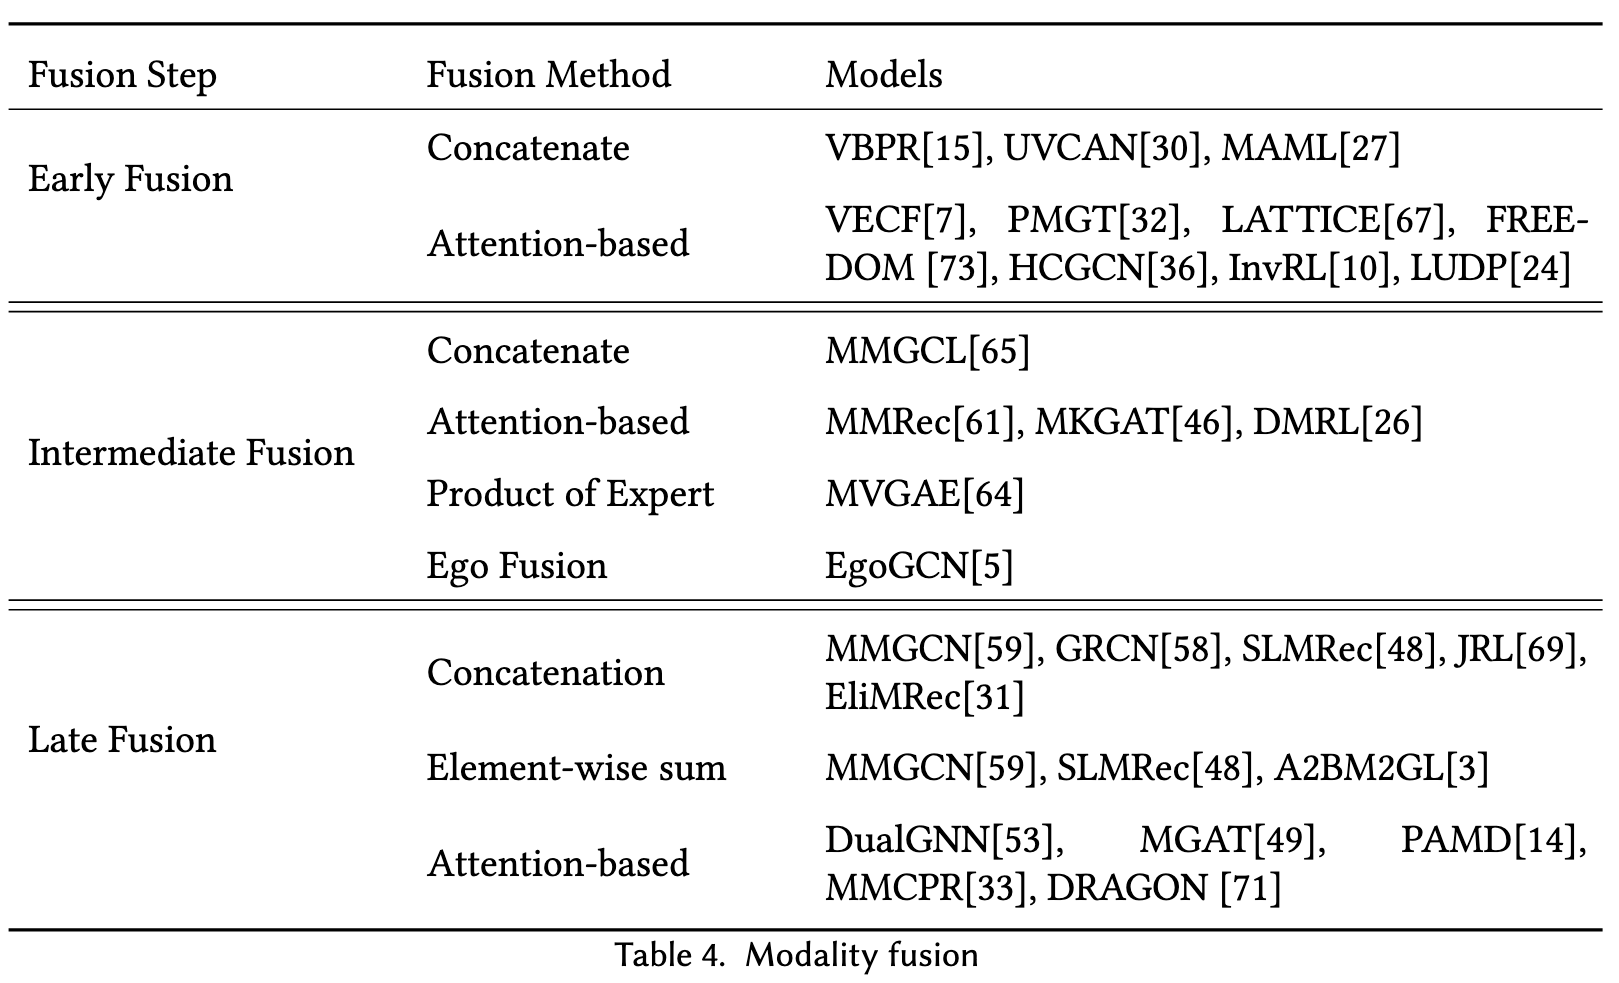 Fusion Step Fusion Method Models
Early Fusion
Concatenate VBPR[15], UVCAN[30], MAML[27]
Attention-based
VECF[7], PMGT[32], LATTICE[67], FREE-
DOM [73], HCGCN[36], InvRL[10], LUDP[24]
Intermediate Fusion
Concatenate MMGCL[65]
Attention-based MMRec[61], MKGAT[46], DMRL[26]
Product of Expert MVGAE[64]
Ego Fusion EgoGCN[5]
Late Fusion
Concatenation
MMGCN[59], GRCN[58], SLMRec[48], JRL[69],
EliMRec[31]
Element-wise sum MMGCN[59], SLMRec[48], A2BM2GL[3]
Attention-based
DualGNN[53], MGAT[49], PAMD[14],
MMCPR[33], DRAGON [71]
Table 4. Modality fusion